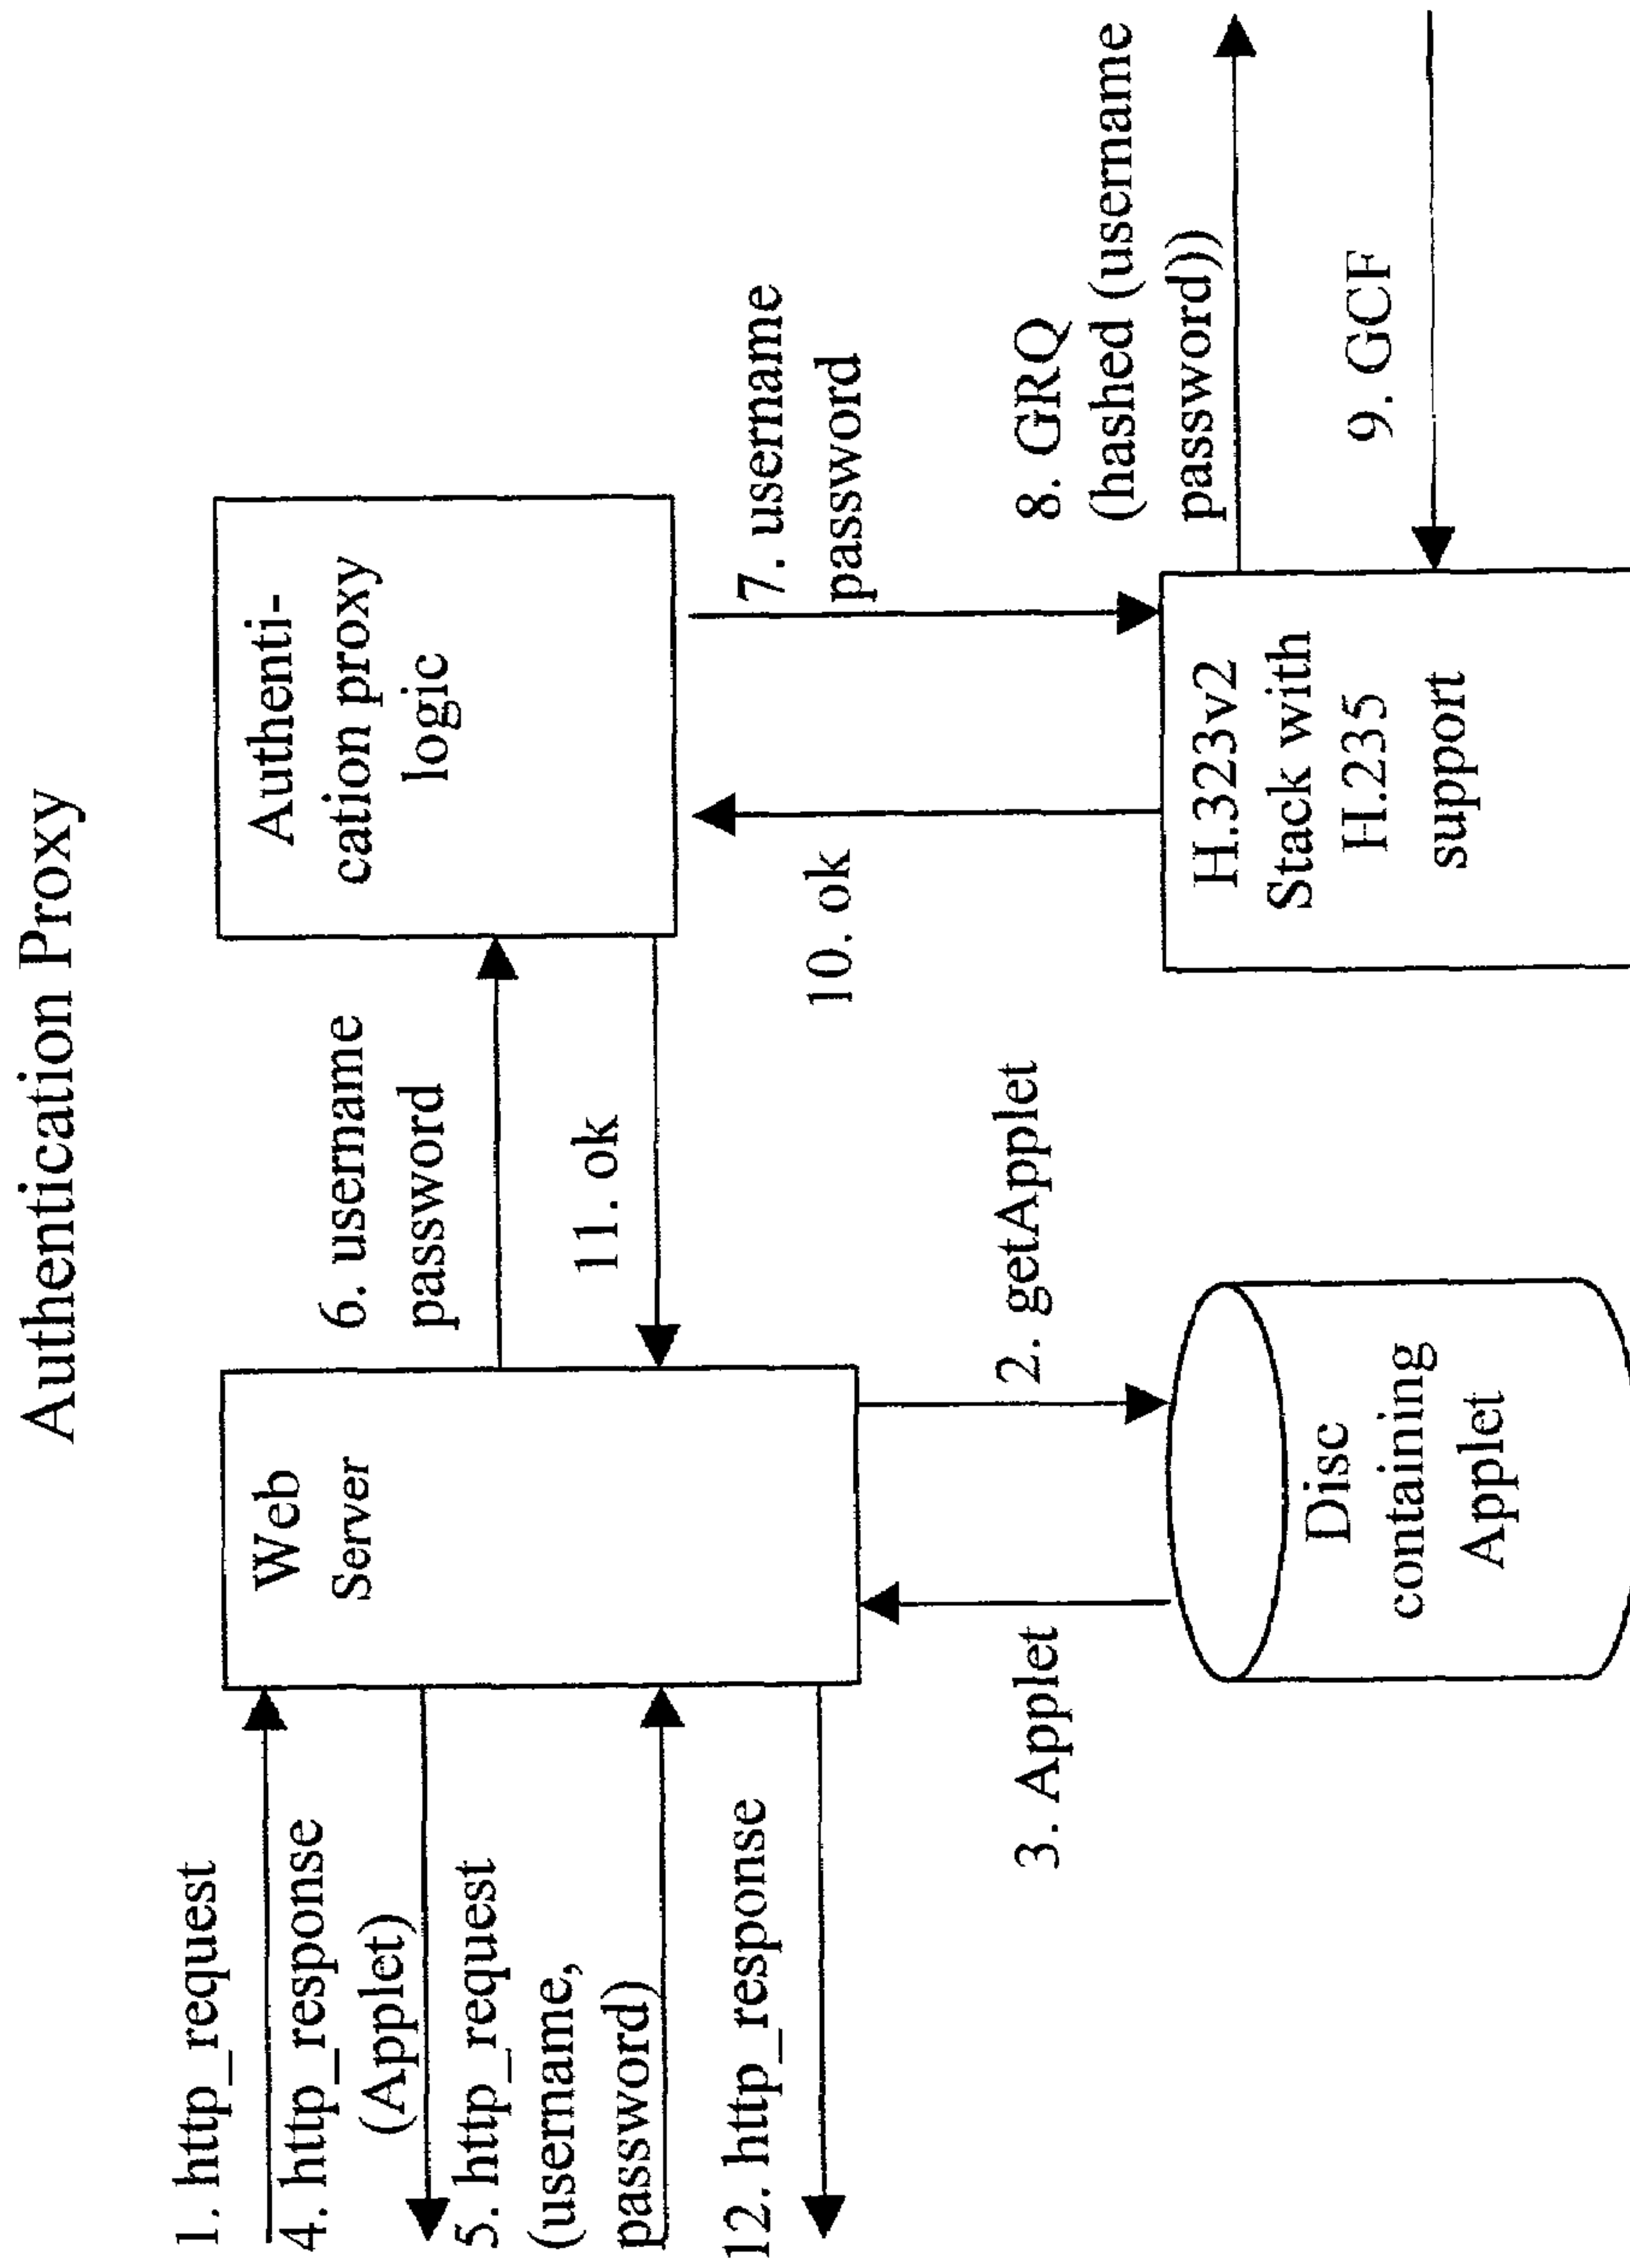 Authentication Proxy
1. http_request
4. http_response
(Applet)
5. http_request
(username,
password)
12. http_response
Web
Server
6. username
password
11. ok
Authenti-
cation proxy
logic
3. Applet
2. getApplet
Disc
containing
Applet
10. ok
7. username
password
H.323v2
Stack with
H.235
support
8. GRQ
(hashed (username
password))
9. GCF